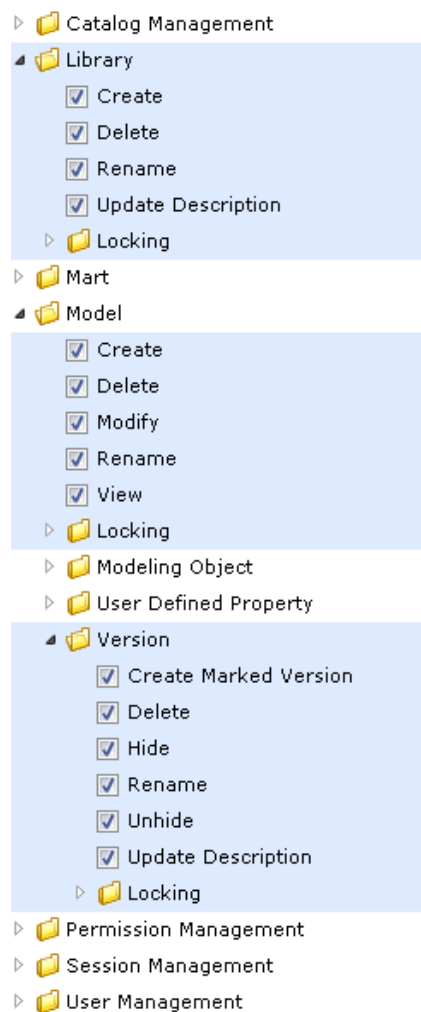 Catalog Management
Library
Create
Delete
Rename
Update Description
Locking
Mart
Model
Create
Delete
Modify
Rename
View
Locking
Modeling Object
User Defined Property
Version
Create Marked Version
Delete
Hide
Rename
Unhide
Update Description
Locking
Permission Management
Session Management
User Management